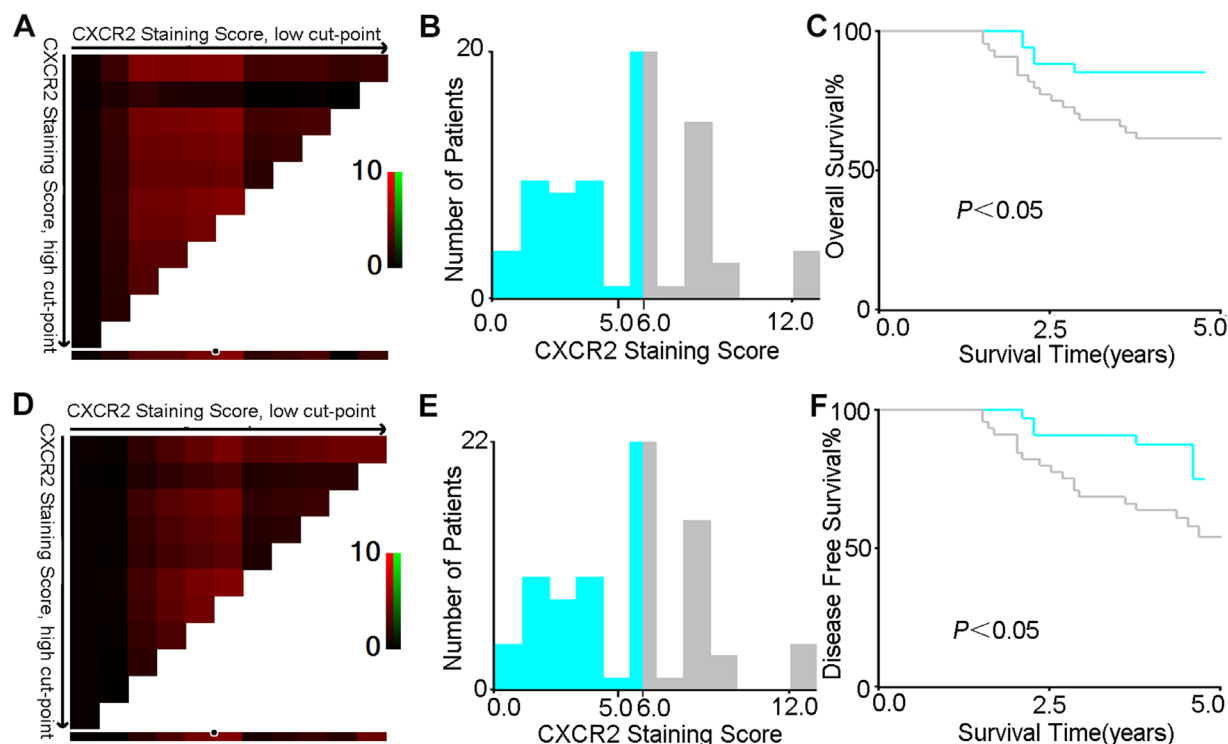 A
CXCR2 Staining Score, low cut-point
CXCR2 Staining Score, high cut-point
10
0
B
20
0
Number of Patients
0.0
5.0
6.0
12.0
CXCR2 Staining Score
C
100
50
0
Overall Survival%
P<0.05
0.0
2.5
5.0
Survival Time(years)
D
CXCR2 Staining Score, low cut-point
CXCR2 Staining Score, high cut-point
10
0
E
22
0
Number of Patients
0.0
5.0
6.0
12.0
CXCR2 Staining Score
F
100
50
0
Disease Free Survival%
P<0.05
0.0
2.5
5.0
Survival Time(years)